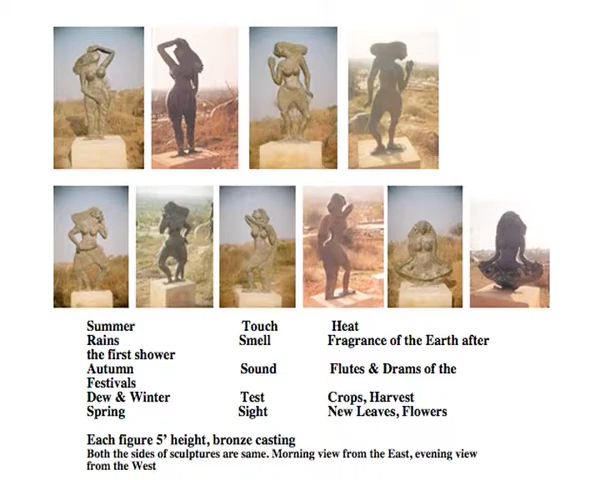 Summer Touch Heat
Rains Smell Fragrance of the Earth after
the first shower
Autumn Sound Flutes & Drams of the
Festivals
Dew & Winter Test Crops, Harvest
Spring Sight New Leaves, Flowers
Each figure 5’ height, bronze casting
Both the sides of sculptures are same. Morning view from the East, evening view
from the West